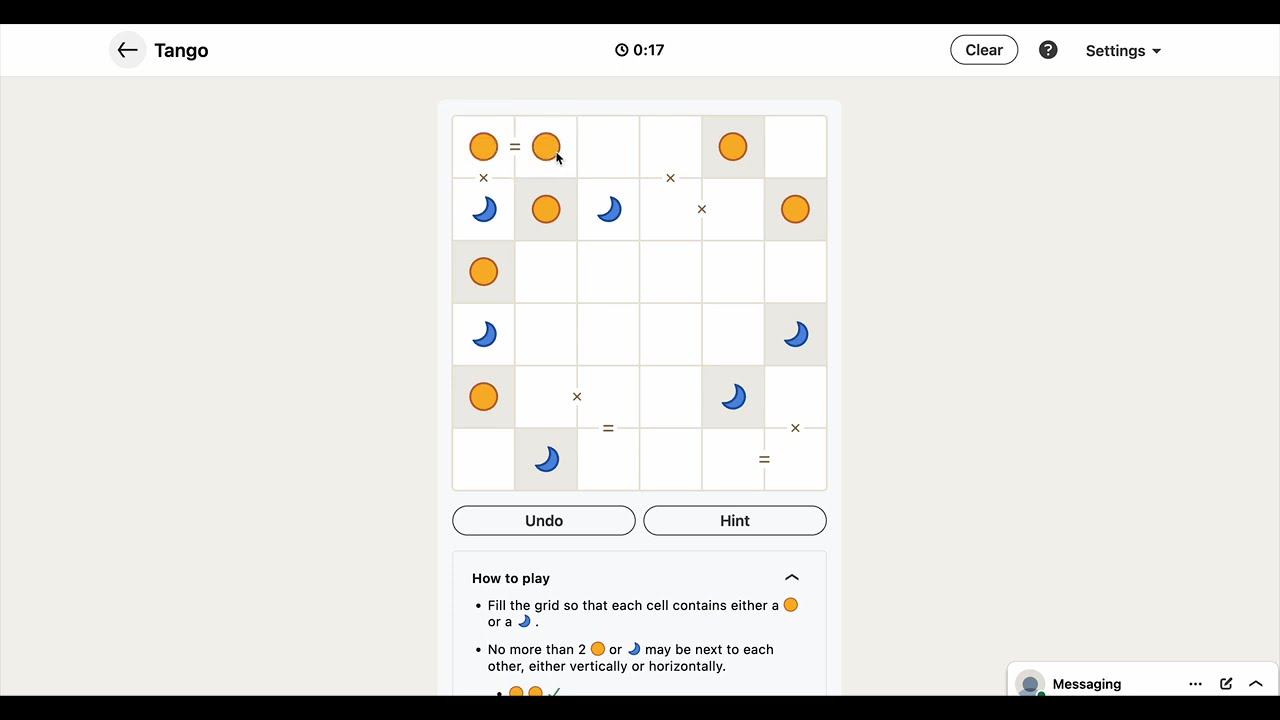 Tango
0:17
Clear
?
Settings
=
×
×
×
×
=
×
=
Undo
Hint
How to play
• Fill the grid so that each cell contains either a
or a .
• No more than 2 or may be next to each
other, either vertically or horizontally.
Messaging